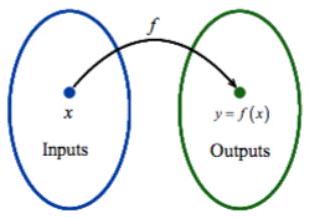 f
x
y = f(x)
Inputs
Outputs